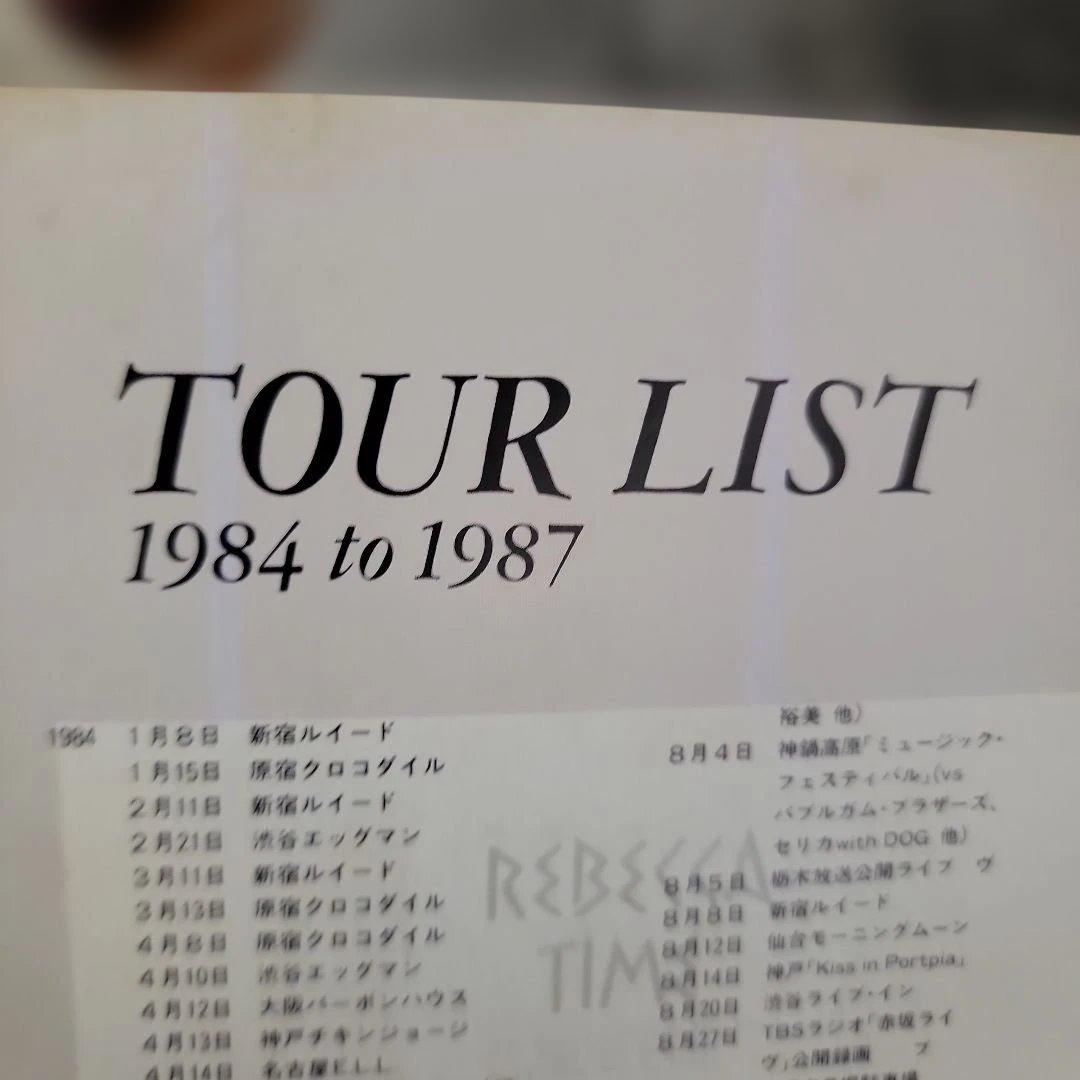 TOUR LIST
1984 to 1987
1984 1月8日 新宿ルイード
1月15日 原宿クロコダイル
2月11日 新宿ルイード
2月21日 渋谷エッグマン
3月11日 新宿ルイード
3月13日 原宿クロコダイル
4月8日 原宿クロコダイル
4月10日 渋谷エッグマン
4月12日 大阪バーボンハウス
4月13日 神戸チキンジョージ
4月14日 名古屋E.L.L
裕美 他)
8月4日 神鍋高原「ミュージック・
フェスティバル」(vs
バブルガム・ブラザーズ、
セリカwith DOG 他)
8月5日 栃木放送公開ライブ ヴ
8月8日 新宿ルイード
8月12日 仙台モーニングムーン
8月14日 神戸「Kiss in Portpia」
8月20日 渋谷ライブ・イン
8月27日 TBSラジオ「赤坂ライ
ヴ」公開録画 ブ
REBECCA
TIM